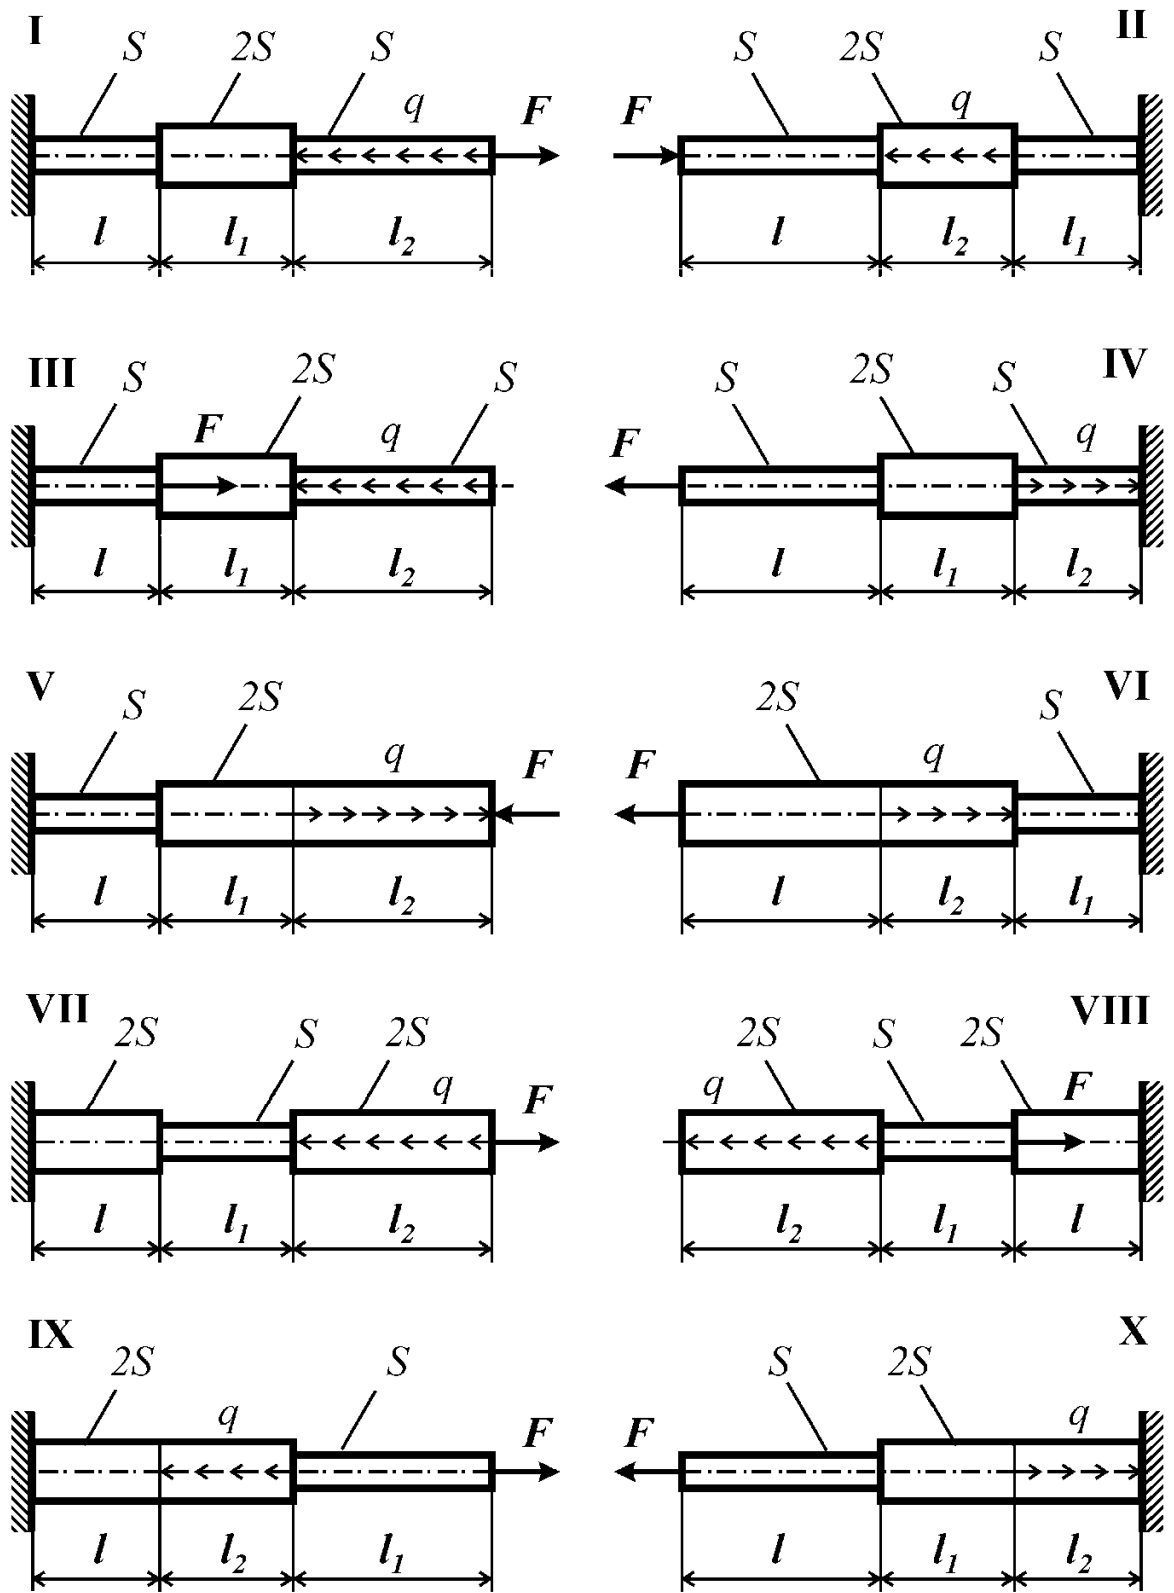 I S 2S S q F
l l1 l2
II F S 2S q S
l l2 l1
III S F 2S q S
l l1 l2
IV F S 2S S q
l l1 l2
V S 2S q F
l l1 l2
VI F 2S q S
l l2 l1
VII 2S S 2S q F
l l1 l2
VIII q 2S S 2S F
l2 l1 l
IX 2S q S F
l l2 l1
X F S 2S q
l l1 l2